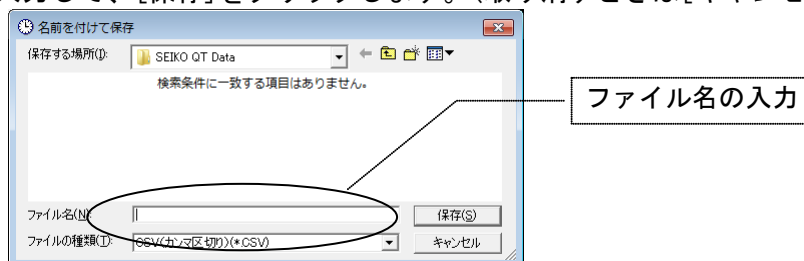 名前を付けて保存
保存する場所(I):
SEIKO QT Data
検索条件に一致する項目はありません。
ファイル名の入力
ファイル名(N):
保存(S)
ファイルの種類(T):
CSV(カンマ区切り)(*.CSV)
キャンセル